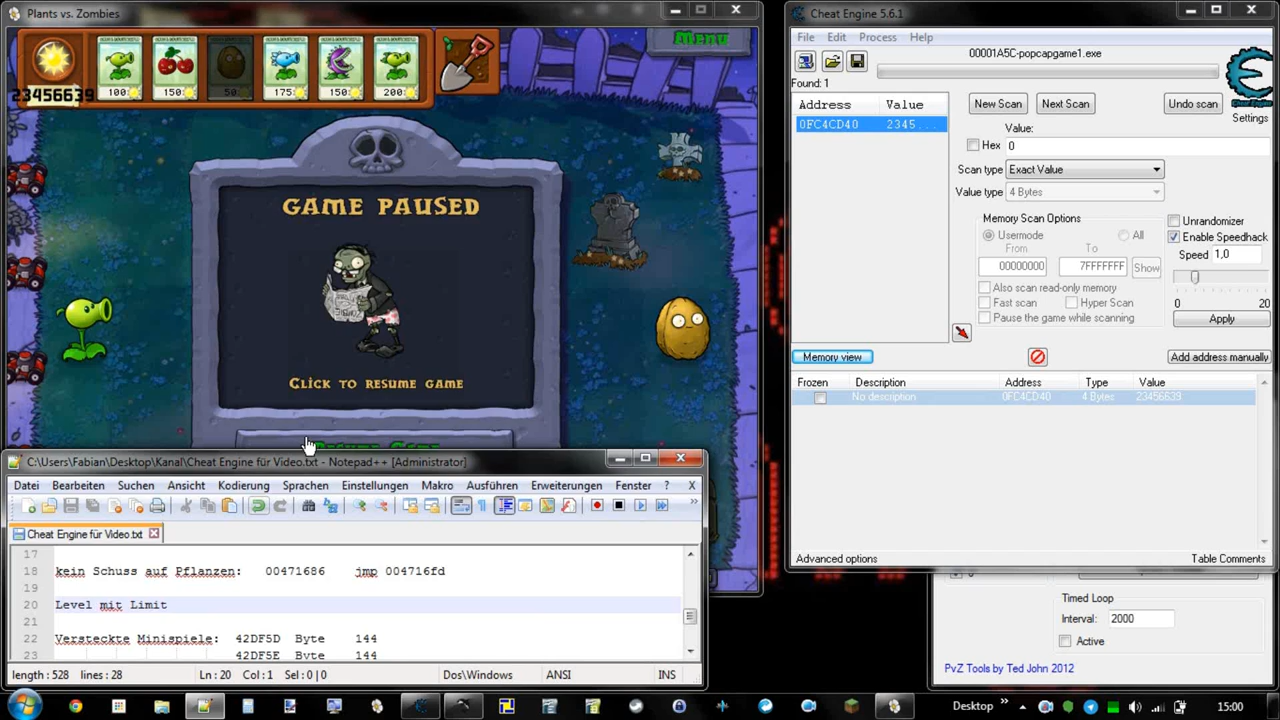 Plants vs. Zombies
Menu
23456639
100
150
50
175
150
200
GAME PAUSED
CLICK TO RESUME GAME
Resume Game
Cheat Engine 5.6.1
File Edit Process Help
00001A5C-popcapgame1.exe
Found: 1
Address Value
0FC4CD40 2345...
New Scan Next Scan Undo scan
Cheat Engine
Settings
Value:
Hex 0
Scan type Exact Value
Value type 4 Bytes
Memory Scan Options
Usermode All
From To
00000000 7FFFFFFF Show
Also scan read-only memory
Fast scan Hyper Scan
Pause the game while scanning
Unrandomizer
Enable Speedhack
Speed 1,0
0 20
Apply
Memory view Add address manually
Frozen Description Address Type Value
No description 0FC4CD40 4 Bytes 23456639
Advanced options Table Comments
Timed Loop
Interval: 2000
Active
PvZ Tools by Ted John 2012
C:\Users\Fabian\Desktop\Kanal\Cheat Engine für Video.txt - Notepad++ [Administrator]
Datei Bearbeiten Suchen Ansicht Kodierung Sprachen Einstellungen Makro Ausführen Erweiterungen Fenster ? X
Cheat Engine für Video.txt
17
18 kein Schuss auf Pflanzen: 00471686 jmp 004716fd
19
20 Level mit Limit
21
22 Versteckte Minispiele: 42DF5D Byte 144
23 42DF5E Byte 144
length : 528 lines : 28 Ln : 20 Col : 1 Sel : 0 | 0 Dos\Windows ANSI INS
Desktop 15:00